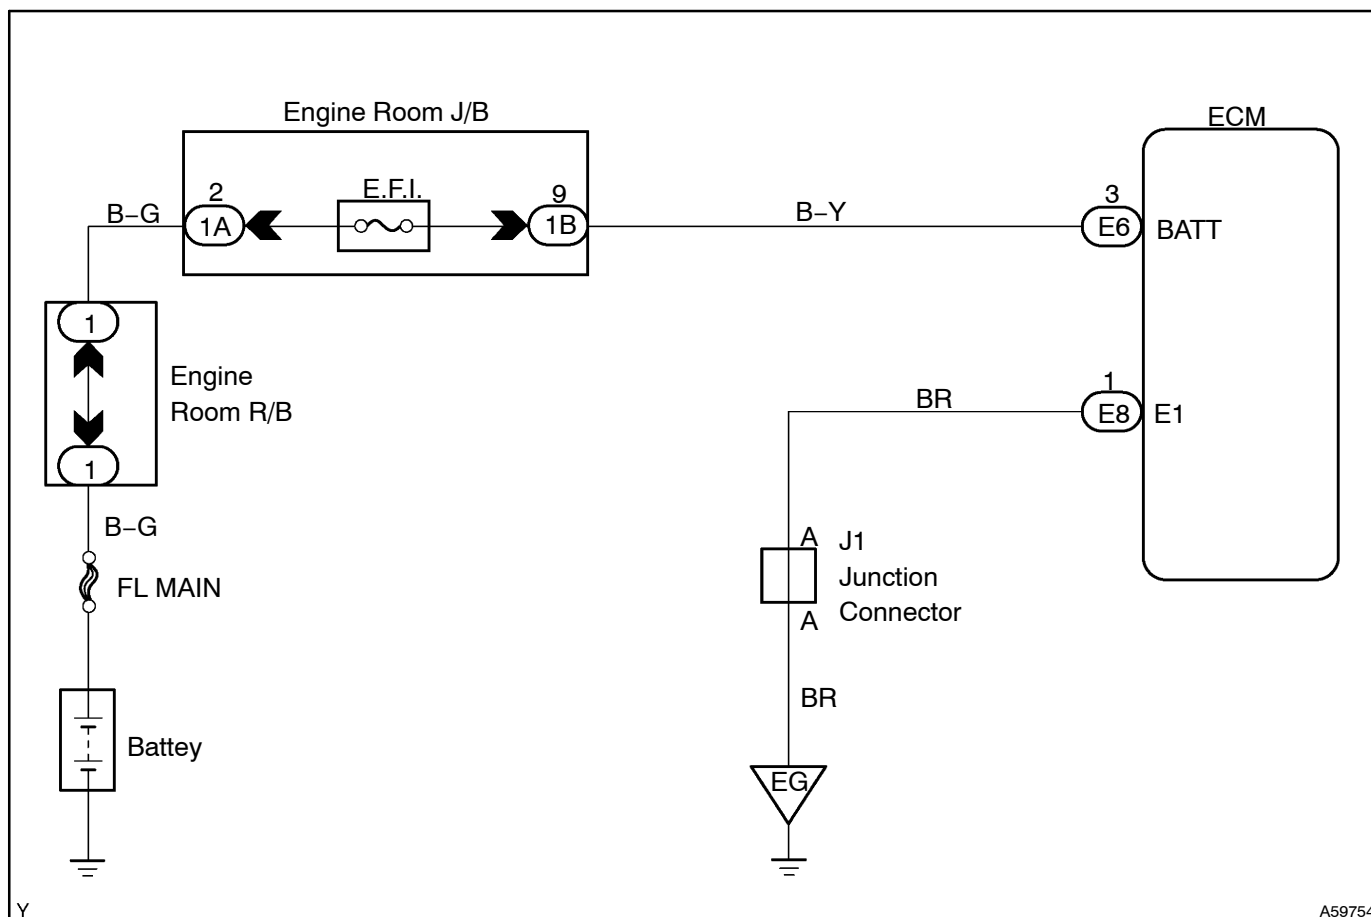 Engine Room J/B
ECM
2
E.F.I.
9
3
B−G
1A
1B
B−Y
E6
BATT
1
Engine
Room R/B
1
1
BR
E8
E1
B−G
FL MAIN
A
J1
Junction
Connector
A
BR
Battey
EG
Y
A59754